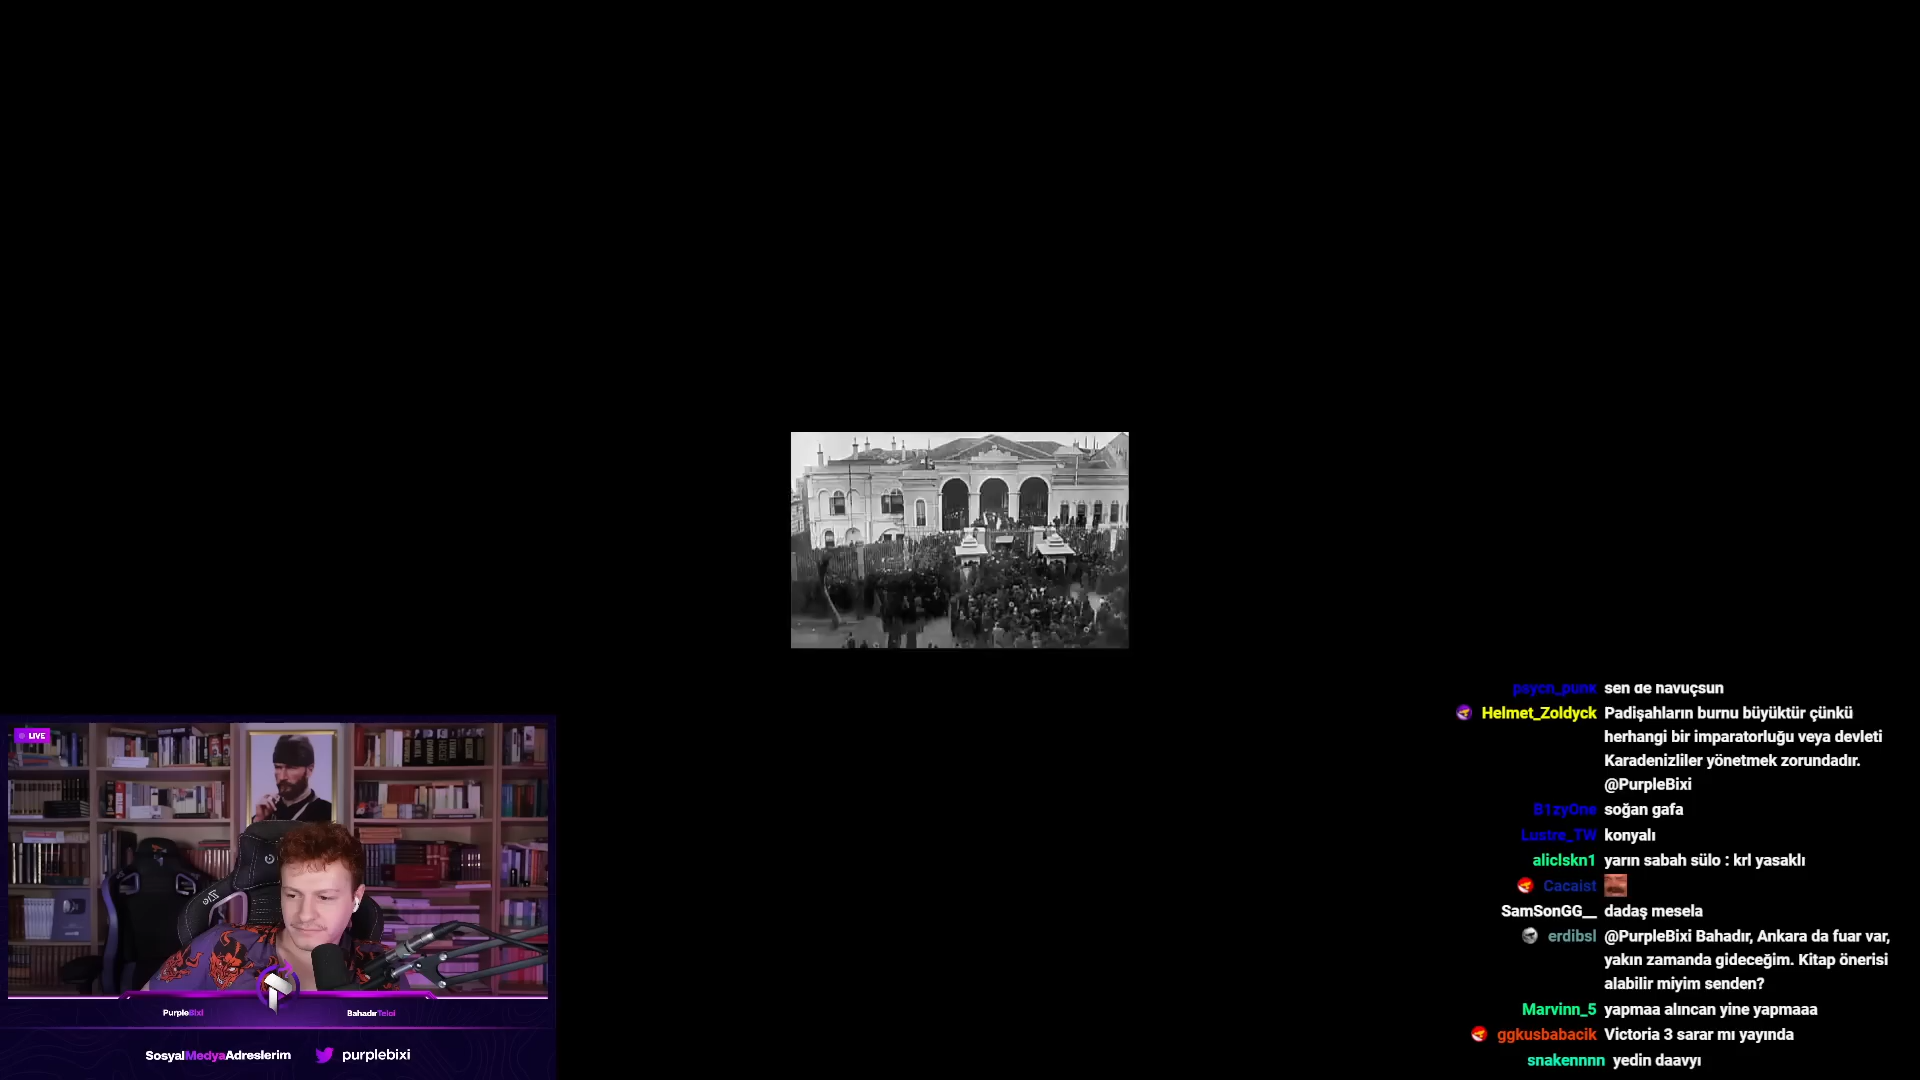 LIVE
PurpleBixi
BahadırTeloi
SosyalMedyaAdreslerim
purplebixi
psycn_punk sen de havuçsun
Helmet_Zoldyck Padişahların burnu büyüktür çünkü
herhangi bir imparatorluğu veya devleti
Karadenizliler yönetmek zorundadır.
@PurpleBixi
B1zyOne soğan gafa
Lustre_TW konyalı
aliclskn1 yarın sabah sülo : krl yasaklı
Cacaist
SamSonGG__ dadaş mesela
erdibsl @PurpleBixi Bahadır, Ankara da fuar var,
yakın zamanda gideceğim. Kitap önerisi
alabilir miyim senden?
Marvinn_5 yapmaa alıncan yine yapmaaa
ggkusbabacik Victoria 3 sarar mı yayında
snakennnn yedin daavyı